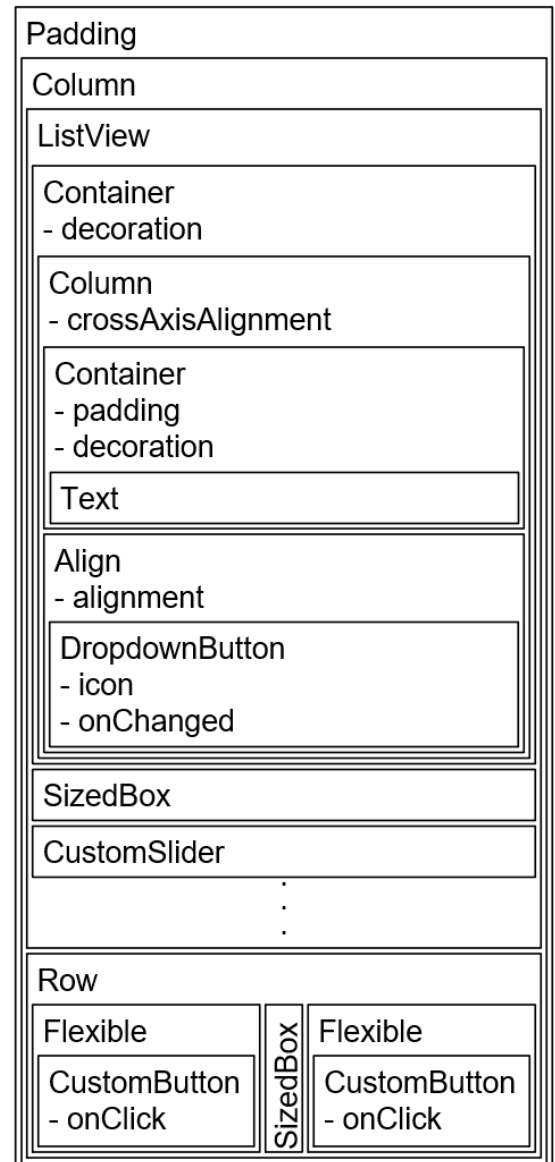 Padding
Column
ListView
Container
- decoration
Column
- crossAxisAlignment
Container
- padding
- decoration
Text
Align
- alignment
DropdownButton
- icon
- onChanged
SizedBox
CustomSlider
.
.
.
Row
Flexible
CustomButton
- onClick
SizedBox
Flexible
CustomButton
- onClick